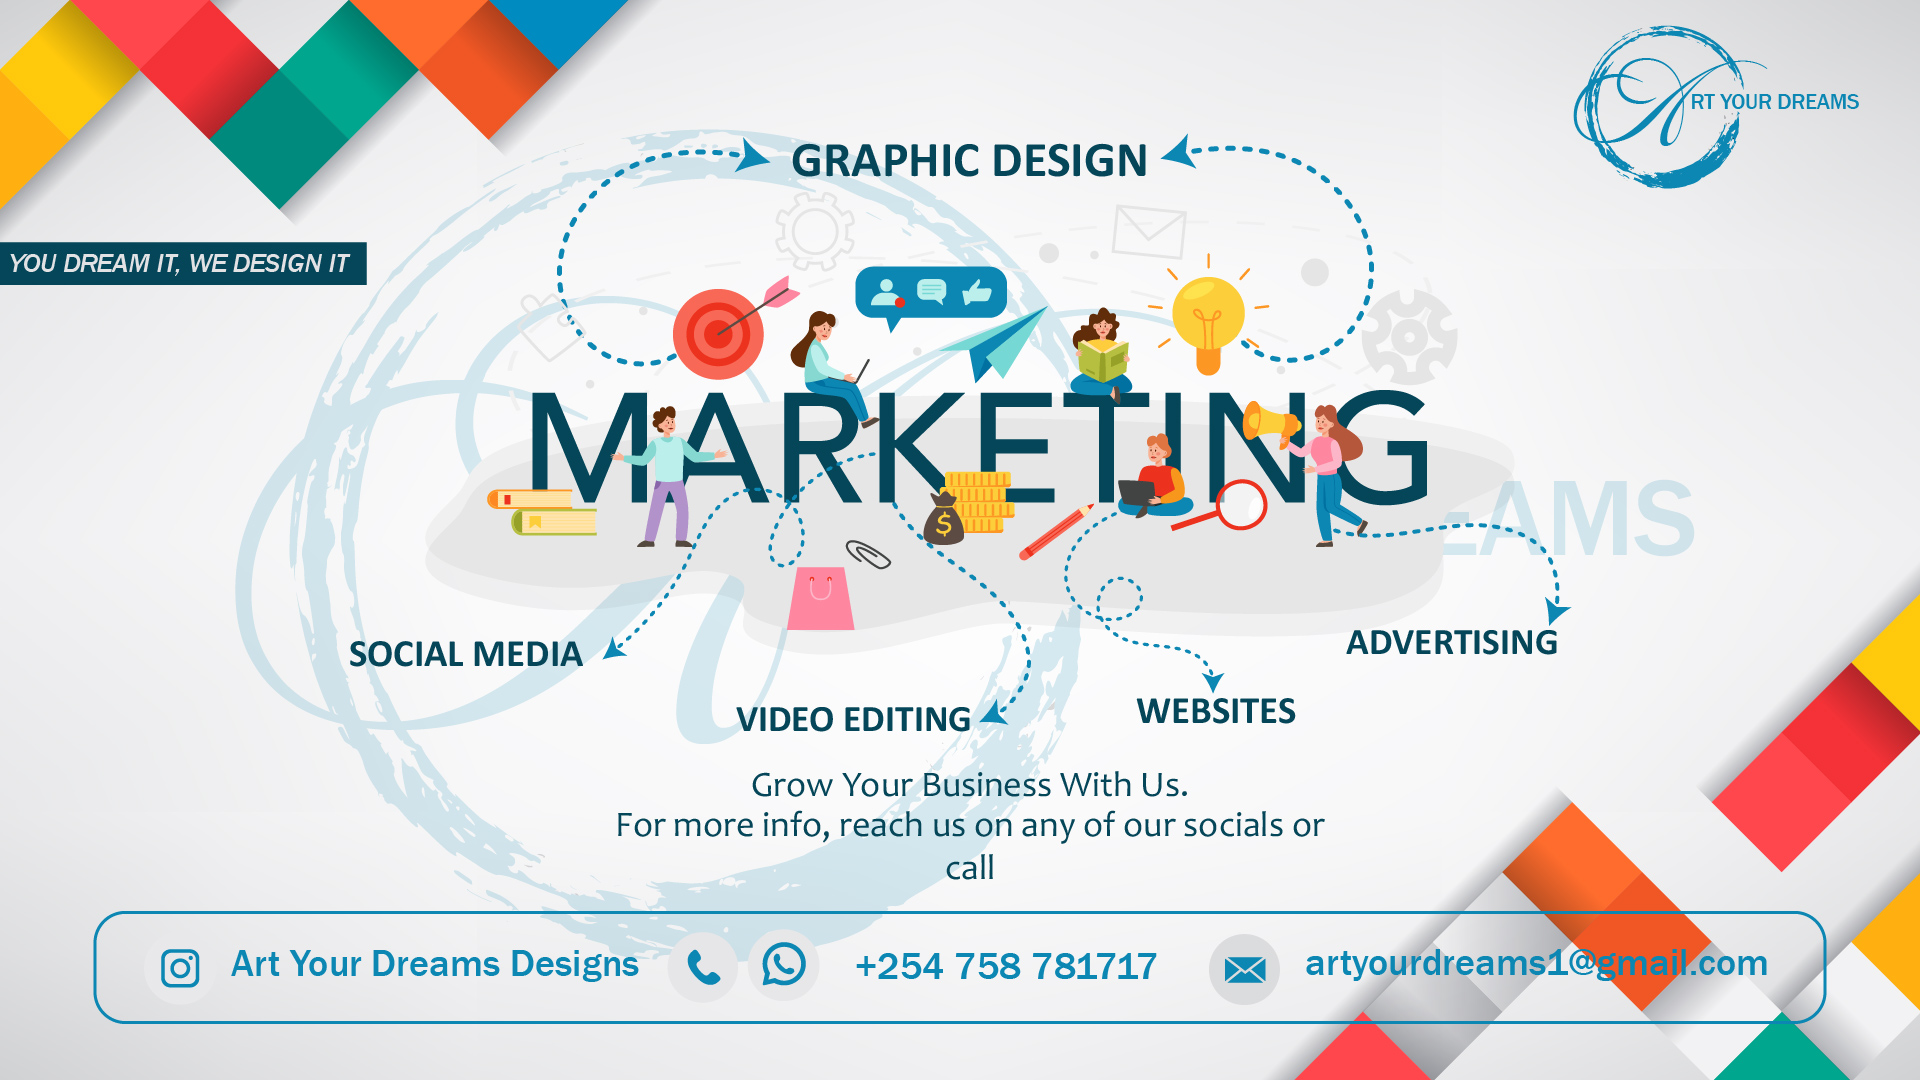 ART YOUR DREAMS
GRAPHIC DESIGN
YOU DREAM IT, WE DESIGN IT
MARKETING
EAMS
SOCIAL MEDIA
ADVERTISING
VIDEO EDITING
WEBSITES
Grow Your Business With Us.
For more info, reach us on any of our socials or
call
Art Your Dreams Designs
+254 758 781717
artyourdreams1@gmail.com